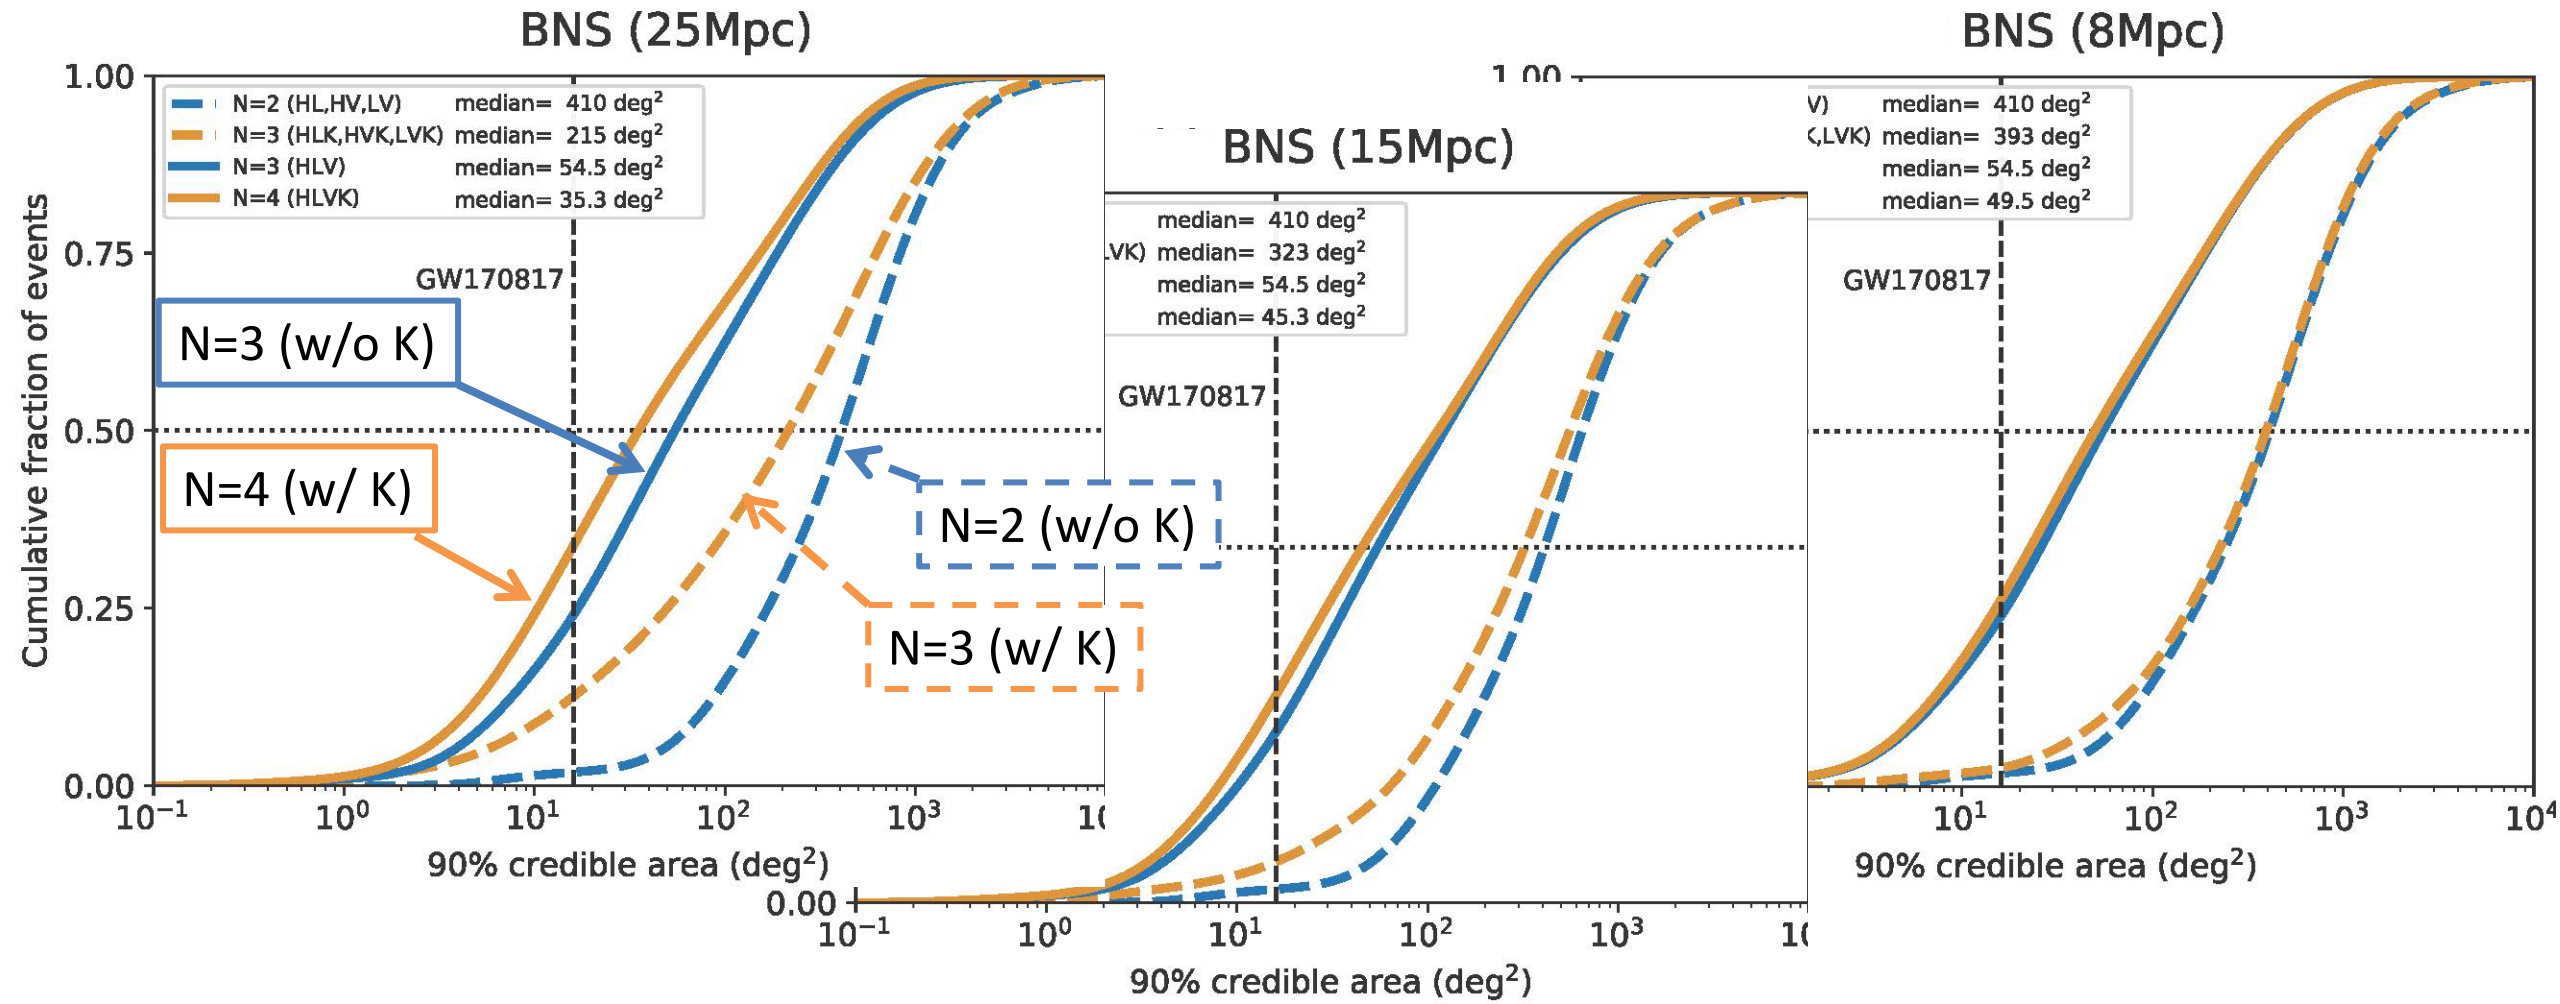 BNS (25Mpc)
1.00
0.75
0.50
0.25
0.00
Cumulative fraction of events
N=2 (HL,HV,LV) median= 410 deg²
N=3 (HLK,HVK,LVK) median= 215 deg²
N=3 (HLV) median= 54.5 deg²
N=4 (HLVK) median= 35.3 deg²
GW170817
N=3 (w/o K)
N=4 (w/ K)
N=2 (w/o K)
N=3 (w/ K)
10⁻¹ 10⁰ 10¹ 10² 10³ 10
90% credible area (deg²)
BNS (15Mpc)
median= 410 deg²
LVK) median= 323 deg²
median= 54.5 deg²
median= 45.3 deg²
GW170817
0.00
10⁻¹ 10⁰ 10¹ 10² 10³ 10
90% credible area (deg²)
BNS (8Mpc)
1.00
V) median= 410 deg²
K,LVK) median= 393 deg²
median= 54.5 deg²
median= 49.5 deg²
GW170817
10¹ 10² 10³ 10⁴
90% credible area (deg²)